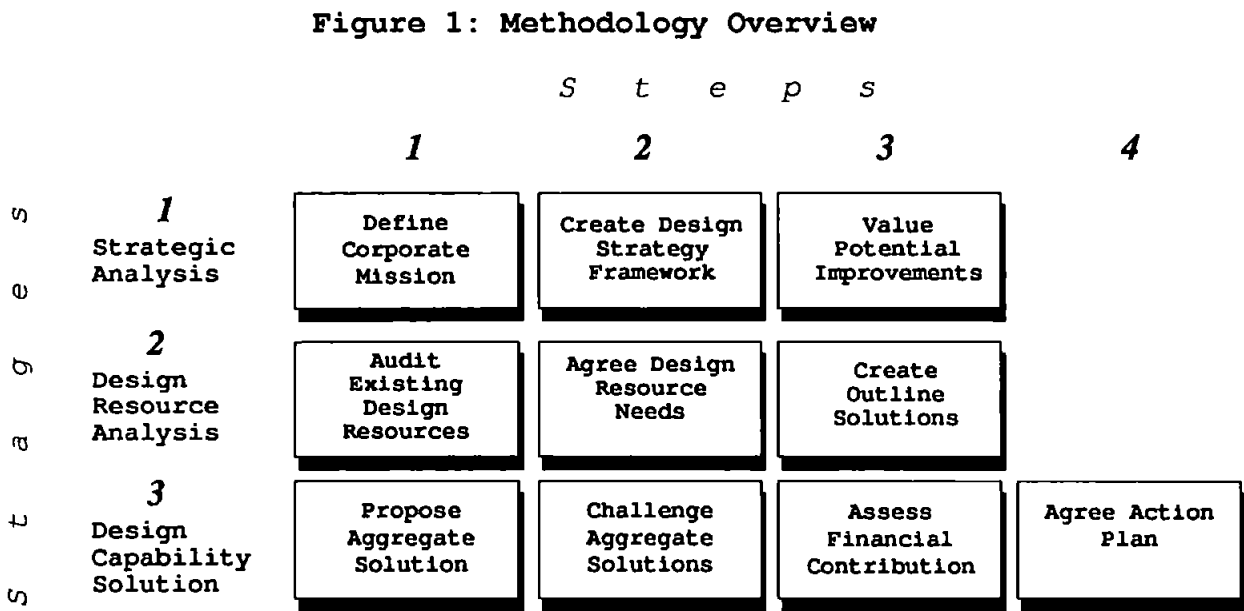 Figure 1: Methodology Overview
S t e p s
1 2 3 4
S t a g e s
1
Strategic
Analysis
Define
Corporate
Mission
Create Design
Strategy
Framework
Value
Potential
Improvements
2
Design
Resource
Analysis
Audit
Existing
Design
Resources
Agree Design
Resource
Needs
Create
Outline
Solutions
3
Design
Capability
Solution
Propose
Aggregate
Solution
Challenge
Aggregate
Solutions
Assess
Financial
Contribution
Agree Action
Plan